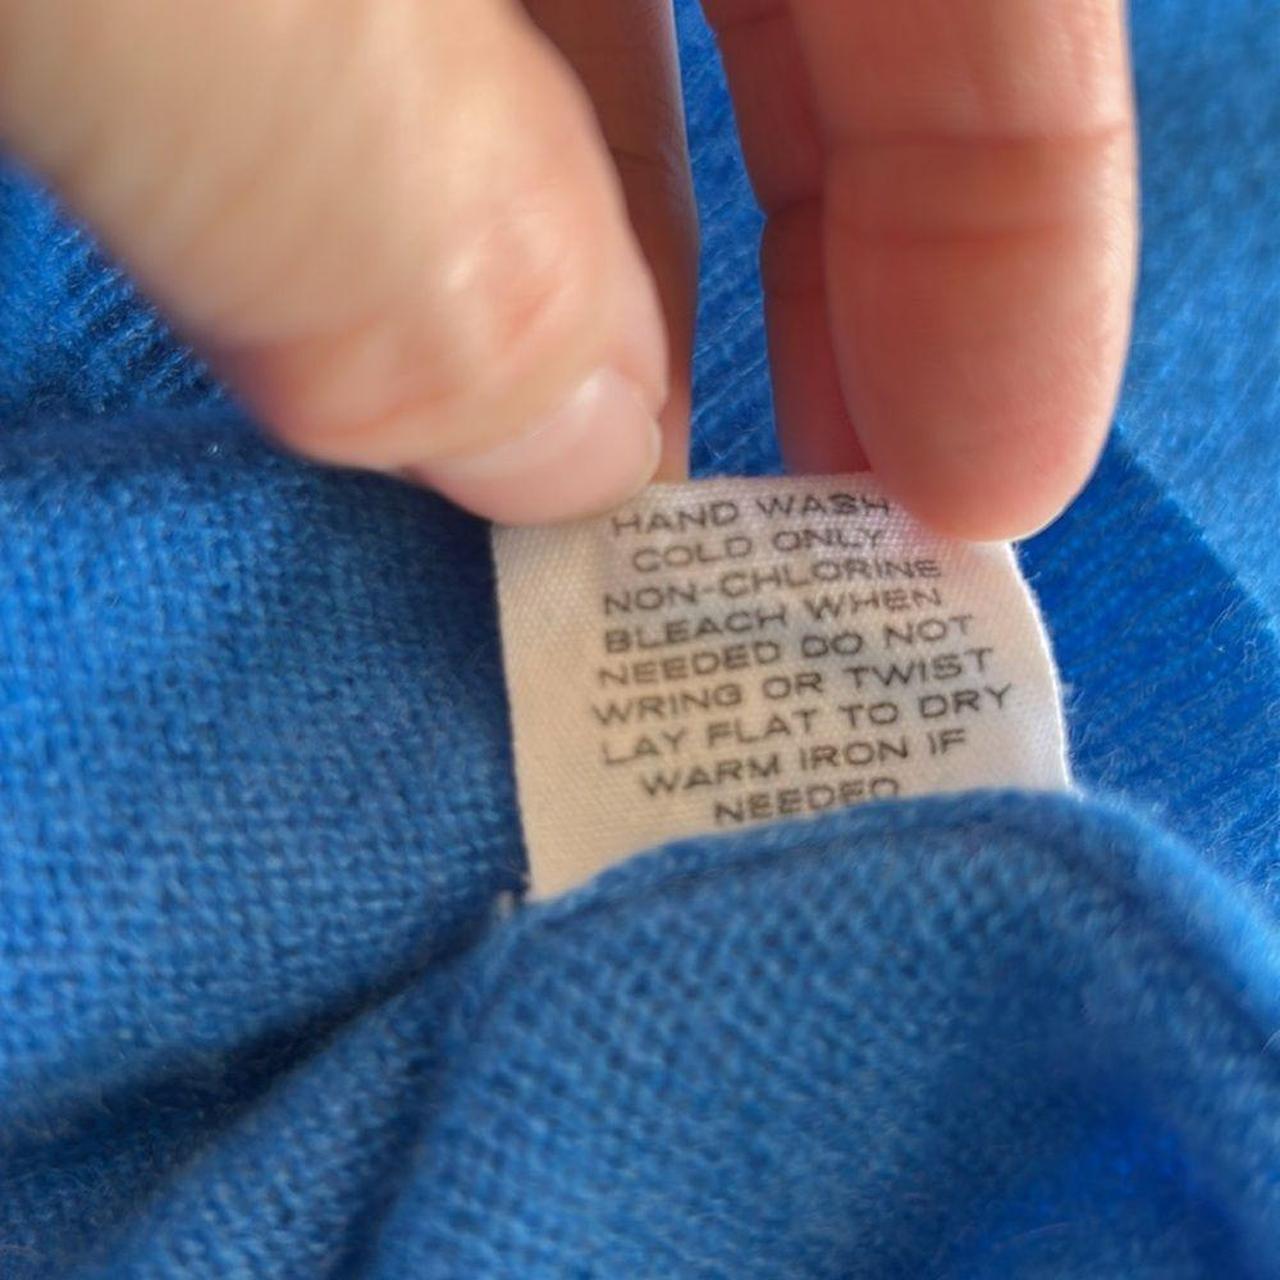 HAND WASH
COLD ONLY
NON-CHLORINE
BLEACH WHEN
NEEDED DO NOT
WRING OR TWIST
LAY FLAT TO DRY
WARM IRON IF
NEEDED